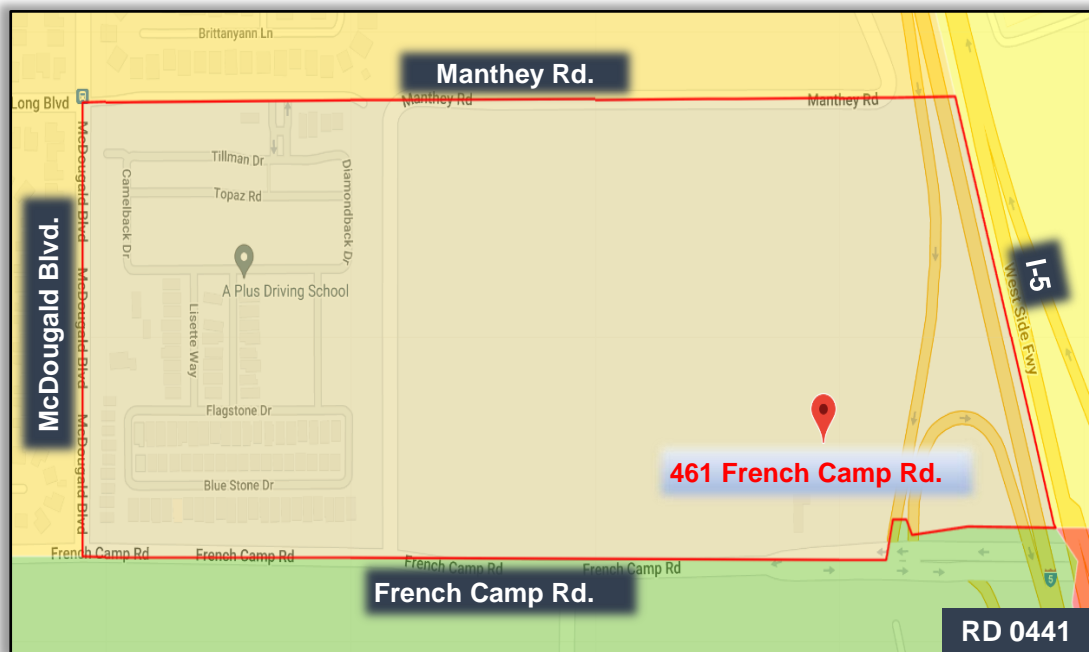 Brittanyann Ln
Manthey Rd.
Long Blvd
Manthey Rd
Manthey Rd
McDougald Blvd
Tillman Dr
Topaz Rd
Camelback Dr
Diamondback Dr
McDougald Blvd.
A Plus Driving School
McDougald Blvd
Lisette Way
I-5
West Side Fwy
Flagstone Dr
McDougald Blvd
461 French Camp Rd.
Blue Stone Dr
French Camp Rd
French Camp Rd
French Camp Rd
French Camp Rd
5
French Camp Rd.
RD 0441